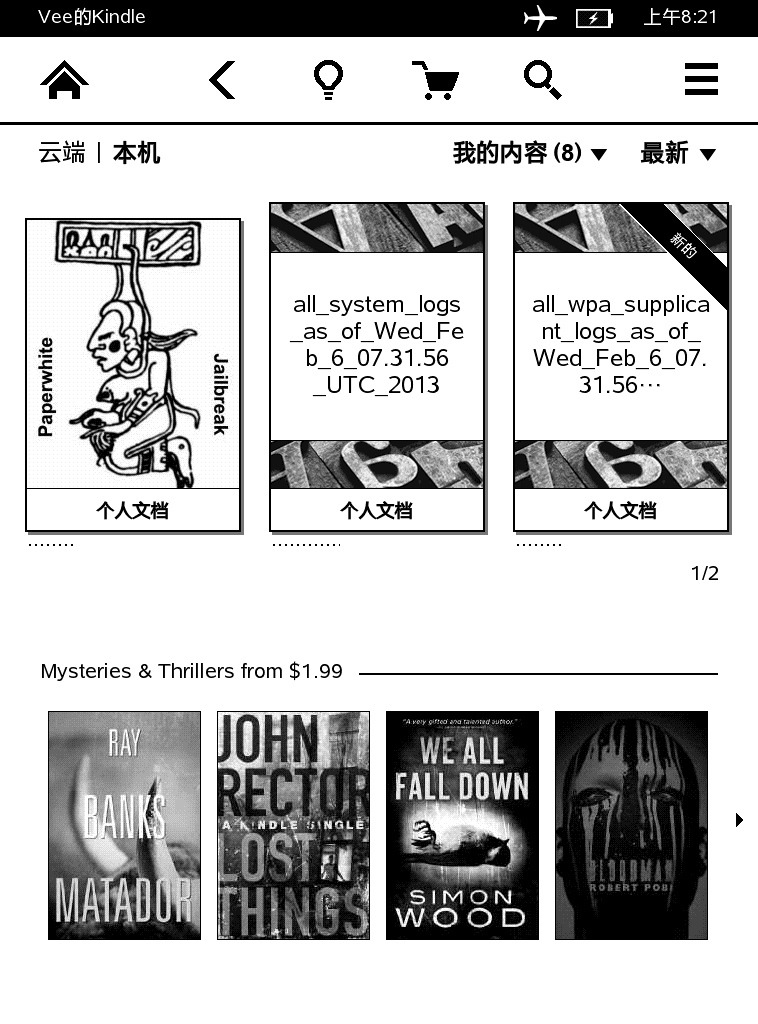 Vee的Kindle
上午8:21
云端 | 本机
我的内容 (8)
最新
Paperwhite
Jailbreak
个人文档
all_system_logs
_as_of_Wed_Fe
b_6_07.31.56
_UTC_2013
个人文档
新的
all_wpa_supplica
nt_logs_as_of_
Wed_Feb_6_07.
31.56…
个人文档
1/2
Mysteries & Thrillers from $1.99
RAY
BANKS
MATADOR
JOHN
RECTOR
A KINDLE SINGLE
LOST
THINGS
"A very gifted and talented author."
WE ALL
FALL DOWN
SIMON
WOOD
BLOODMAN
ROBERT POBI